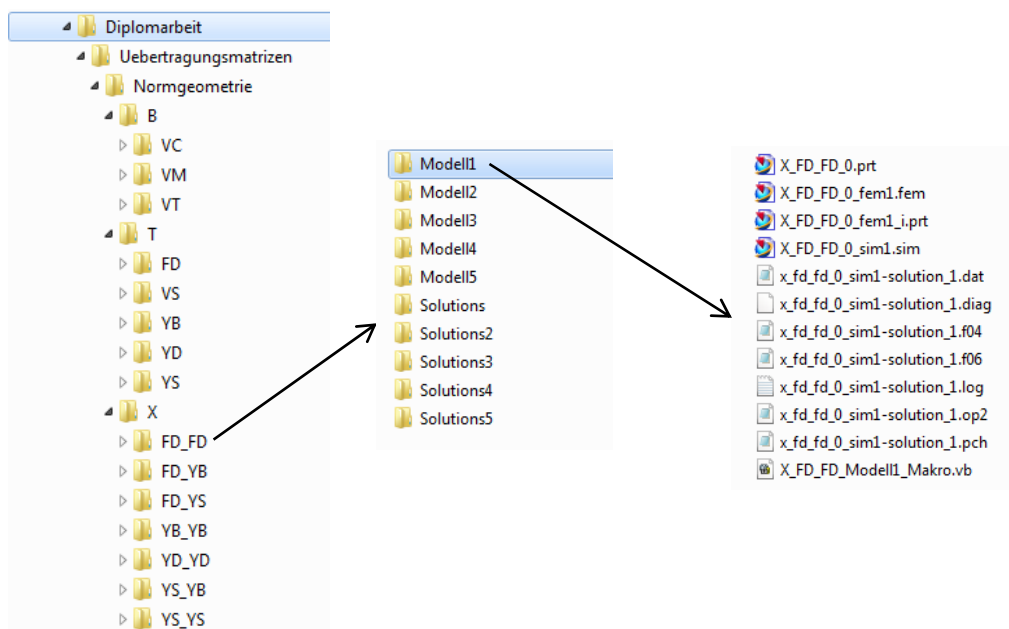 Diplomarbeit
Uebertragungsmatrizen
Normgeometrie
B
VC
VM
VT
T
FD
VS
YB
YD
YS
X
FD_FD
FD_YB
FD_YS
YB_YB
YD_YD
YS_YB
YS_YS
Modell1
Modell2
Modell3
Modell4
Modell5
Solutions
Solutions2
Solutions3
Solutions4
Solutions5
X_FD_FD_0.prt
X_FD_FD_0_fem1.fem
X_FD_FD_0_fem1_i.prt
X_FD_FD_0_sim1.sim
x_fd_fd_0_sim1-solution_1.dat
x_fd_fd_0_sim1-solution_1.diag
x_fd_fd_0_sim1-solution_1.f04
x_fd_fd_0_sim1-solution_1.f06
x_fd_fd_0_sim1-solution_1.log
x_fd_fd_0_sim1-solution_1.op2
x_fd_fd_0_sim1-solution_1.pch
X_FD_FD_Modell1_Makro.vb